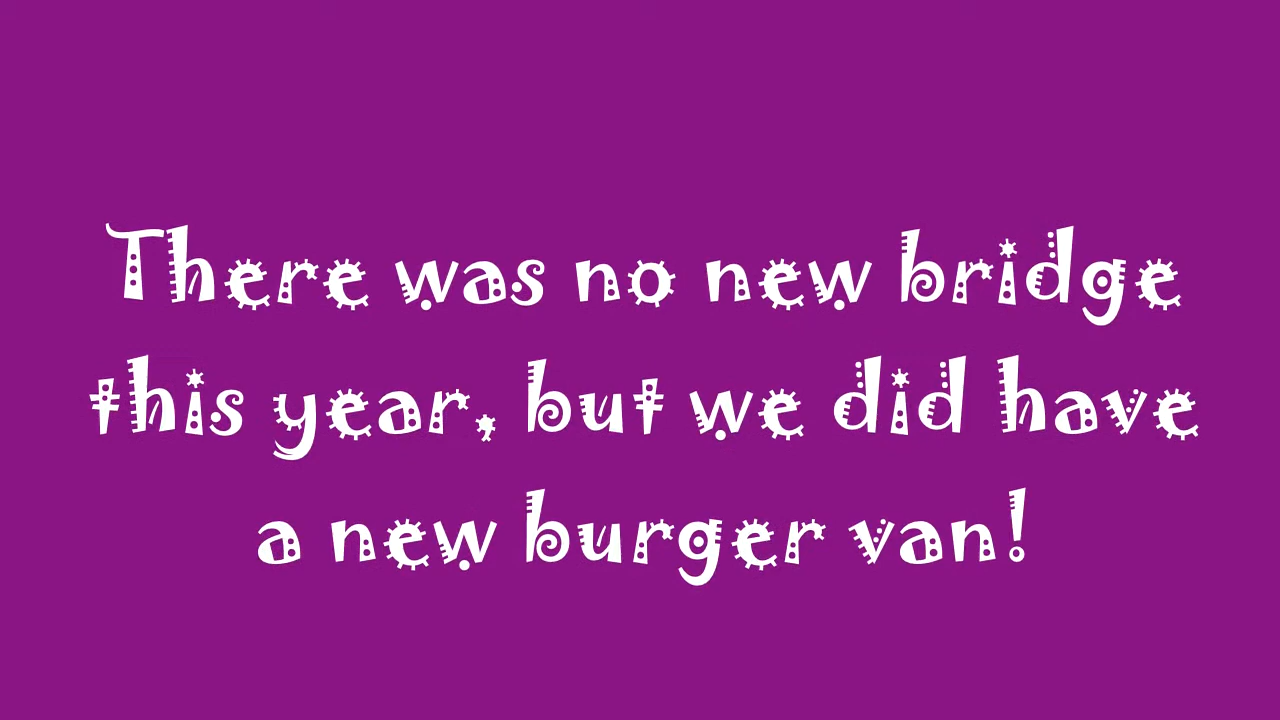 There was no new bridge
this year, but we did have
a new burger van!